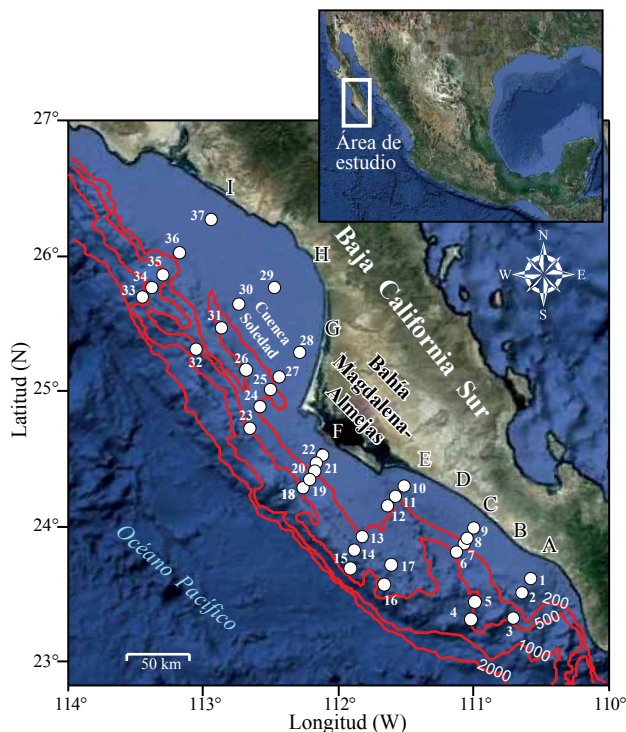 Área de
estudio
27°
26°
25°
24°
23°
Latitud (N)
114°
113°
112°
111°
110°
Longitud (W)
N
W
E
S
I
H
G
F
E
D
C
B
A
Baja California Sur
Bahía
Magdalena-
Almejas
Cuenca
Soledad
Océano Pacífico
37
36
35
34
33
32
31
30
29
28
27
26
25
24
23
22
21
20
19
18
17
16
15
14
13
12
11
10
9
8
7
6
5
4
3
2
1
200
500
1000
2000
50 km